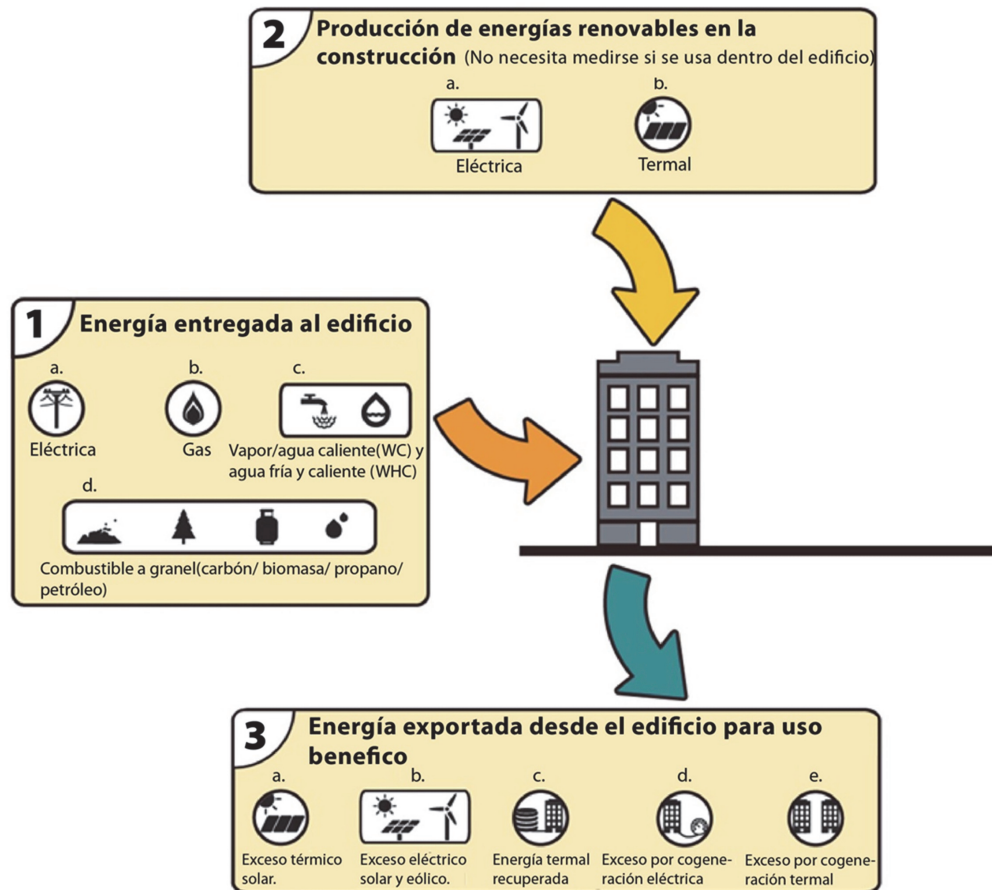 2 Producción de energías renovables en la
construcción (No necesita medirse si se usa dentro del edificio)
a.
b.
Eléctrica
Termal
1 Energía entregada al edificio
a.
b.
c.
Eléctrica
Gas
Vapor/agua caliente(WC) y
agua fría y caliente (WHC)
d.
Combustible a granel(carbón/ biomasa/ propano/
petróleo)
3 Energía exportada desde el edificio para uso
benefico
a.
b.
c.
d.
e.
Exceso térmico
solar.
Exceso eléctrico
solar y eólico.
Energía termal
recuperada
Exceso por cogene-
ración eléctrica
Exceso por cogene-
ración termal